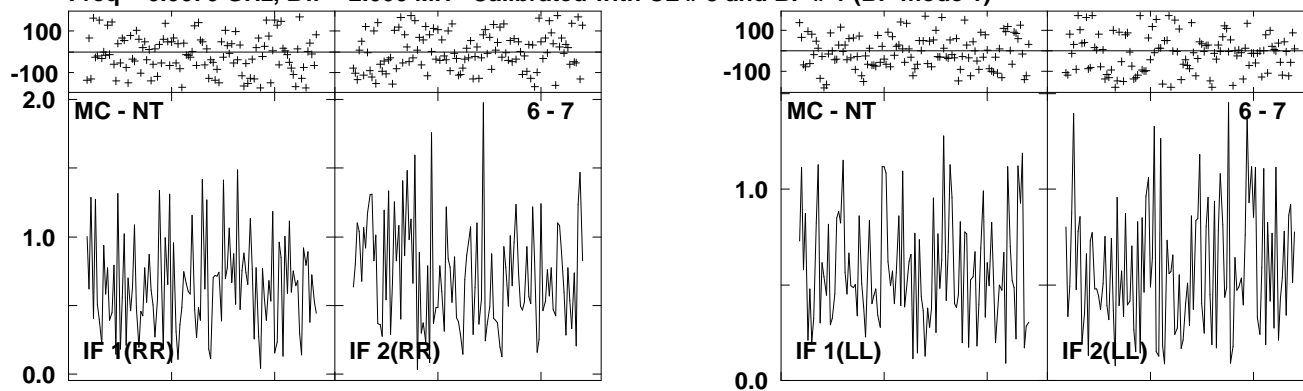 100
-100
2.0
MC - NT
6 - 7
1.0
IF 1(RR)
IF 2(RR)
0.0
100
-100
MC - NT
6 - 7
1.0
IF 1(LL)
IF 2(LL)
0.0